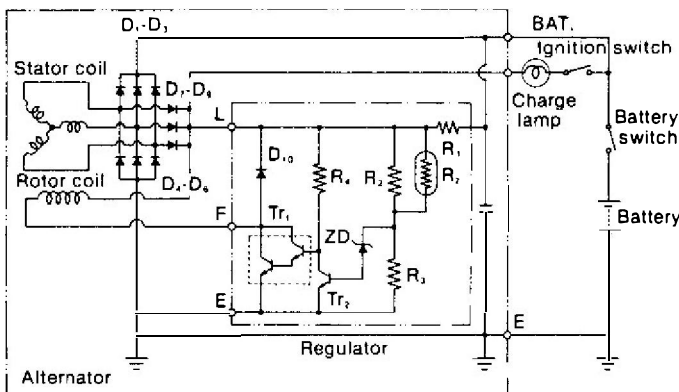 D₁-D₃
BAT.
Ignition switch
Stator coil
D₇-D₉
Charge lamp
L
Battery switch
R₁
D₁₀
R₄
R₂
R₇
Rotor coil
D₄-D₆
F
Tr₁
ZD
Battery
R₃
E
Tr₂
E
Regulator
Alternator